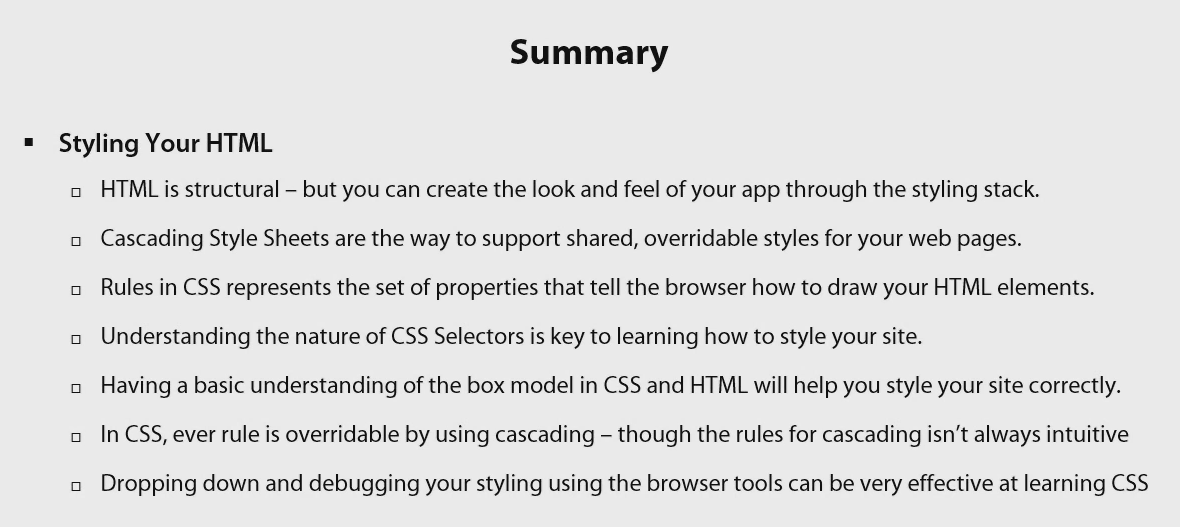 Summary
Styling Your HTML
HTML is structural – but you can create the look and feel of your app through the styling stack.
Cascading Style Sheets are the way to support shared, overridable styles for your web pages.
Rules in CSS represents the set of properties that tell the browser how to draw your HTML elements.
Understanding the nature of CSS Selectors is key to learning how to style your site.
Having a basic understanding of the box model in CSS and HTML will help you style your site correctly.
In CSS, ever rule is overridable by using cascading – though the rules for cascading isn’t always intuitive
Dropping down and debugging your styling using the browser tools can be very effective at learning CSS